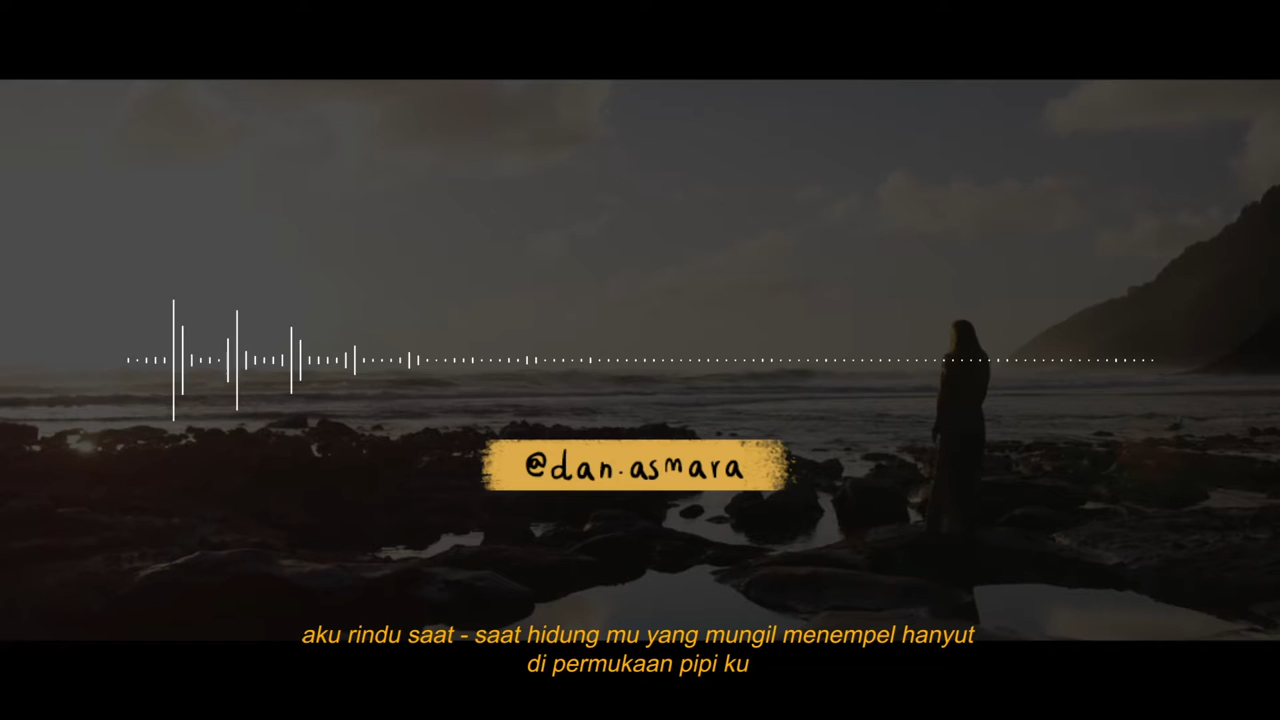 @dan.asmara
aku rindu saat - saat hidung mu yang mungil menempel hanyut
di permukaan pipi ku